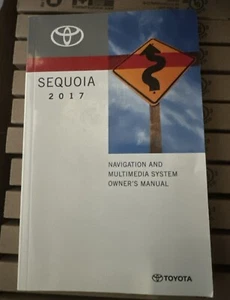 SEQUOIA
2017
NAVIGATION AND
MULTIMEDIA SYSTEM
OWNER'S MANUAL
TOYOTA